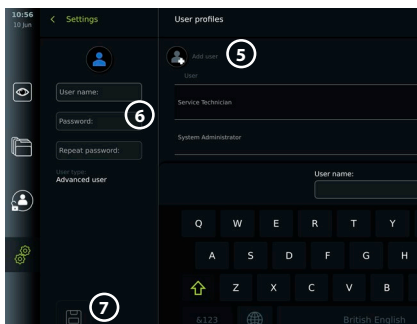 10:56
10 Jun
Settings
User profiles
Add user
5
User
User name:
Service Technician
Password:
6
System Administrator
Repeat password:
User type:
Advanced user
User name:
Q W E R T Y
A S D F G H
Z X C V B
7
&123
British English